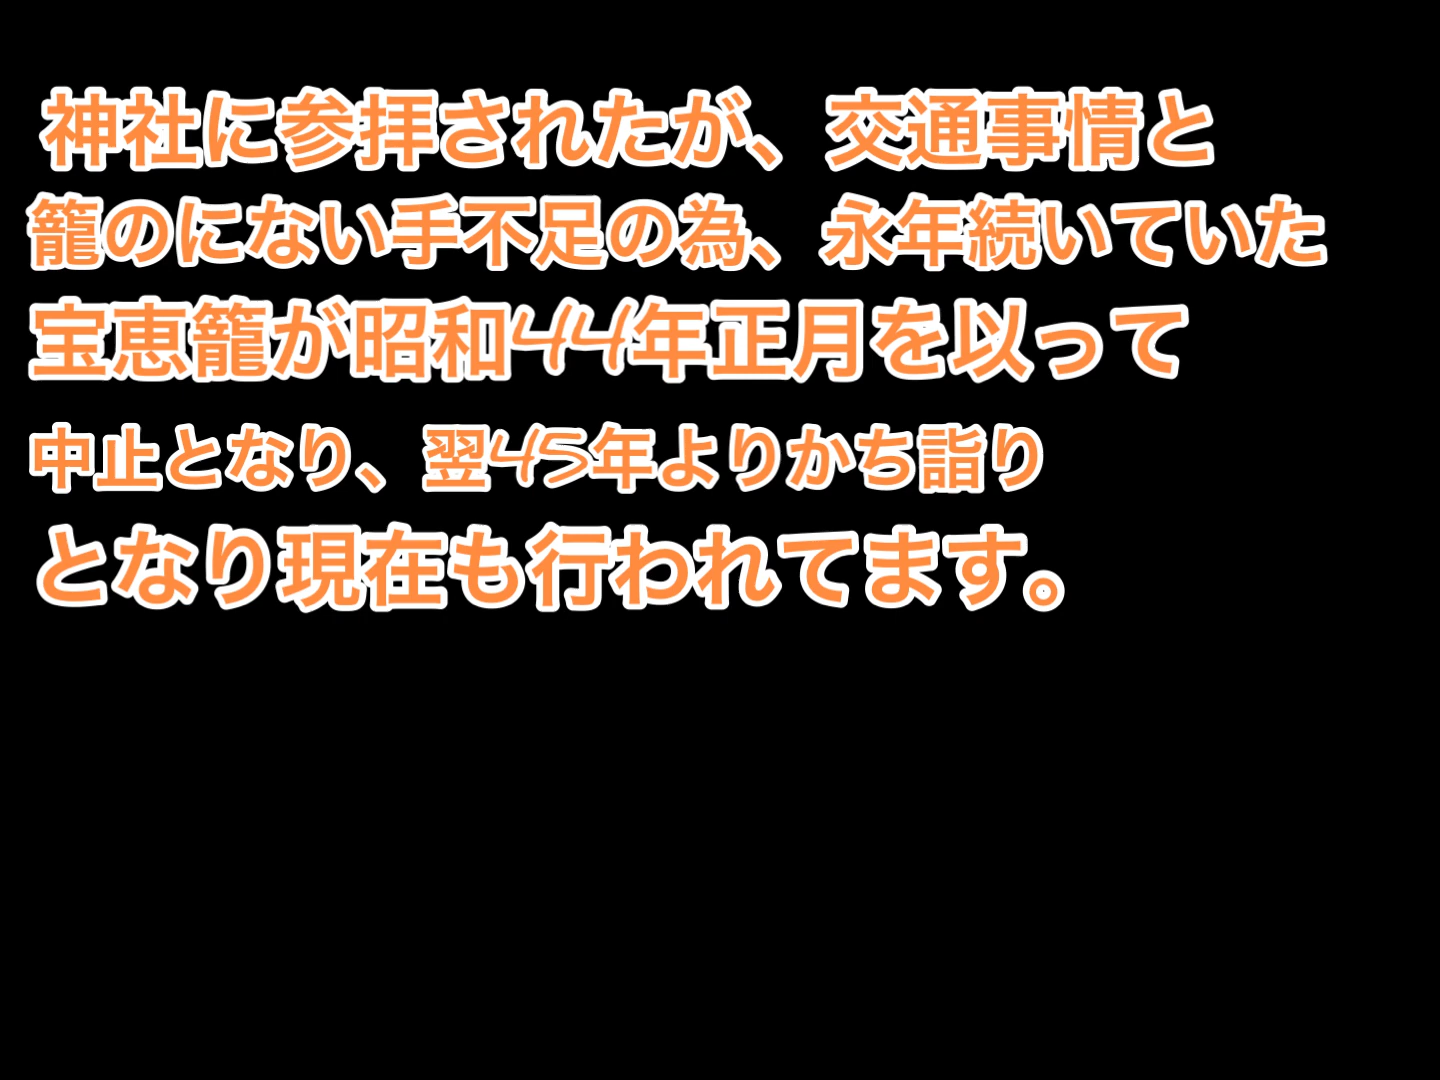 神社に参拝されたが、交通事情と
籠のにない手不足の為、永年続いていた
宝恵籠が昭和44年正月を以って
中止となり、翌45年よりかち詣り
となり現在も行われてます。